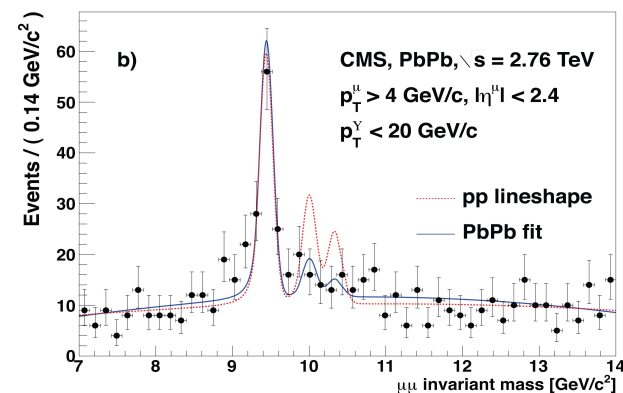 b)
CMS, PbPb, \s = 2.76 TeV
p_T^μ > 4 GeV/c, |η^μ| < 2.4
p_T^Υ < 20 GeV/c
pp lineshape
PbPb fit
Events / ( 0.14 GeV/c²)
60
50
40
30
20
10
0
7 8 9 10 11 12 13 14
μμ invariant mass [GeV/c²]